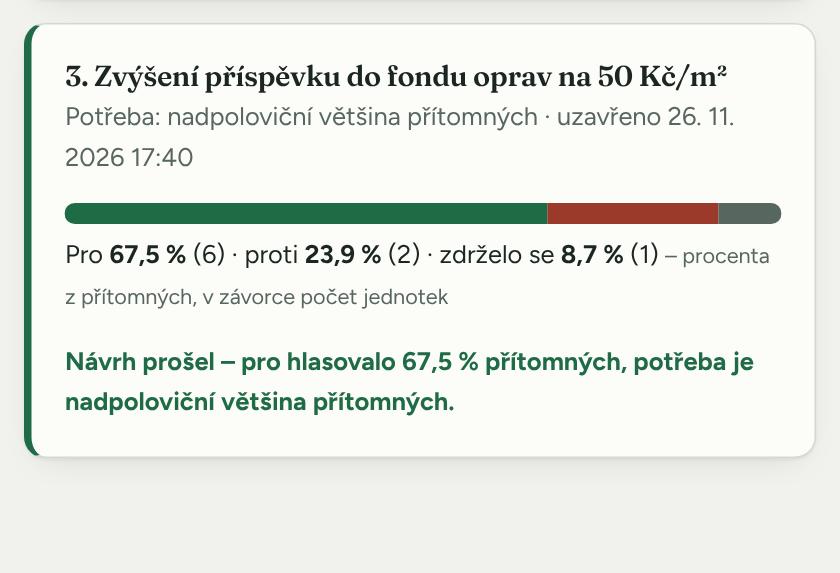 3. Zvýšení příspěvku do fondu oprav na 50 Kč/m²
Potřeba: nadpoloviční většina přítomných · uzavřeno 26. 11.
2026 17:40
Pro 67,5 % (6) · proti 23,9 % (2) · zdrželo se 8,7 % (1) – procenta
z přítomných, v závorce počet jednotek
Návrh prošel – pro hlasovalo 67,5 % přítomných, potřeba je
nadpoloviční většina přítomných.